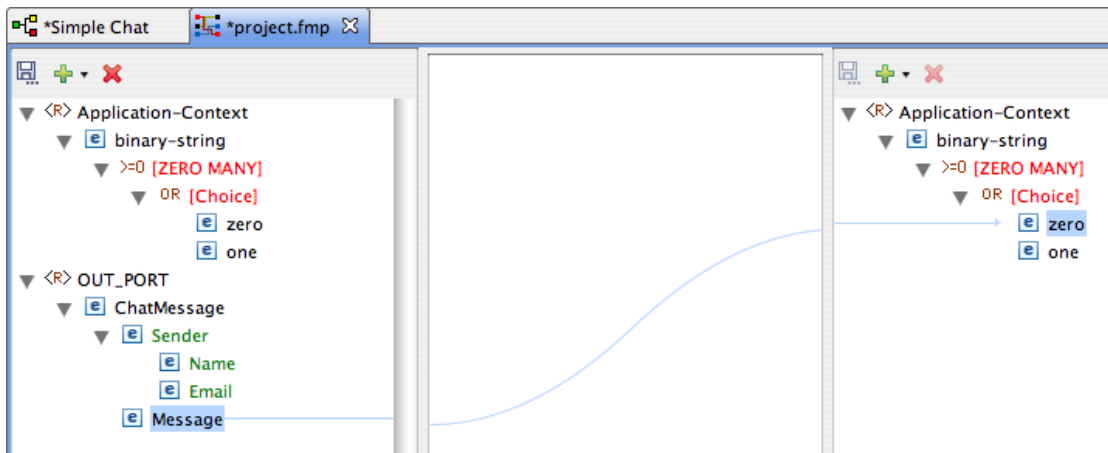 *Simple Chat
*project.fmp
<R> Application-Context
e binary-string
>=0 [ZERO MANY]
OR [Choice]
e zero
e one
<R> OUT_PORT
e ChatMessage
e Sender
e Name
e Email
e Message
<R> Application-Context
e binary-string
>=0 [ZERO MANY]
OR [Choice]
e zero
e one